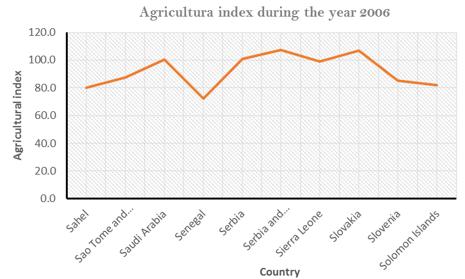 Agricultura index during the year 2006
120.0
100.0
80.0
60.0
40.0
20.0
0.0
Agricultural Index
Sahel
Sao Tome and...
Saudi Arabia
Senegal
Serbia
Serbia and...
Sierra Leone
Slovakia
Slovenia
Solomon Islands
Country